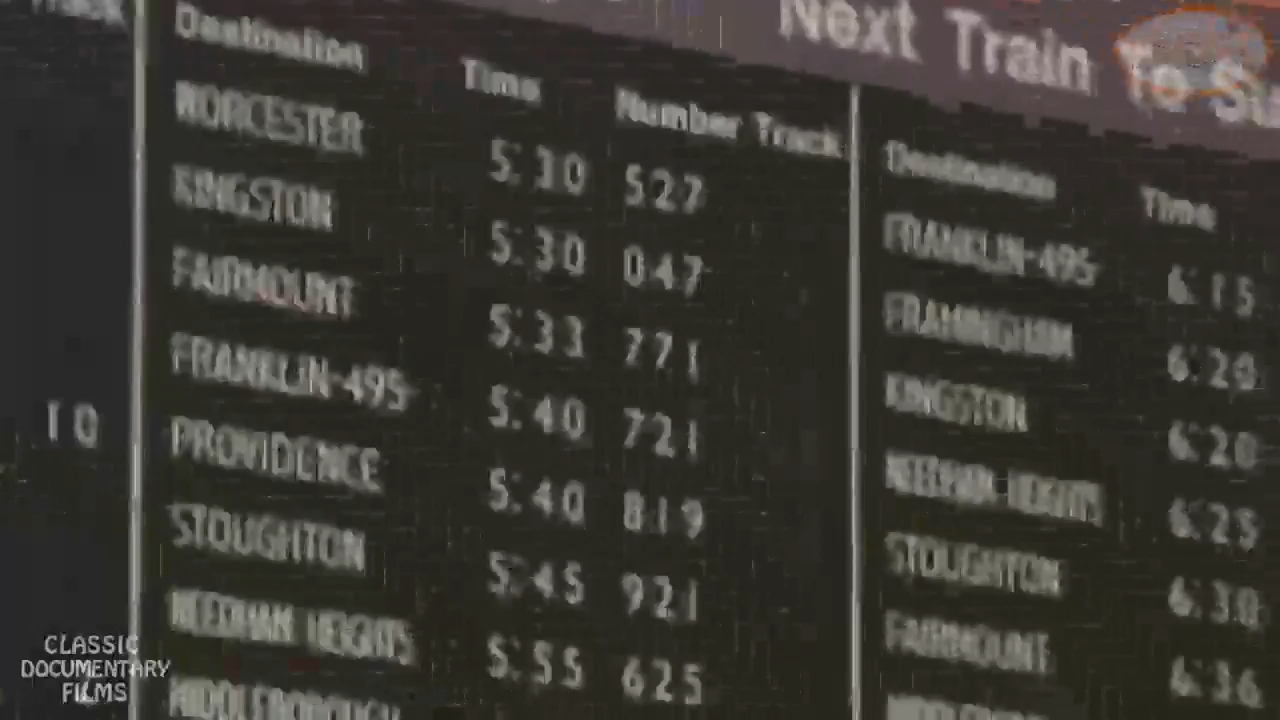 Next Train To
Track
10
Destination Time Number Track
WORCESTER 5:30 527
KINGSTON 5:30 047
FAIRMOUNT 5:33 771
FRANKLIN-495 5:40 721
PROVIDENCE 5:40 819
STOUGHTON 5:45 921
NEEDHAM HEIGHTS 5:55 625
MIDDLEBOROUGH
Destination Time
FRANKLIN-495 6:15
FRAMINGHAM 6:20
KINGSTON 6:20
NEEDHAM HEIGHTS 6:25
STOUGHTON 6:30
FAIRMOUNT 6:36
CLASSIC
DOCUMENTARY
FILMS